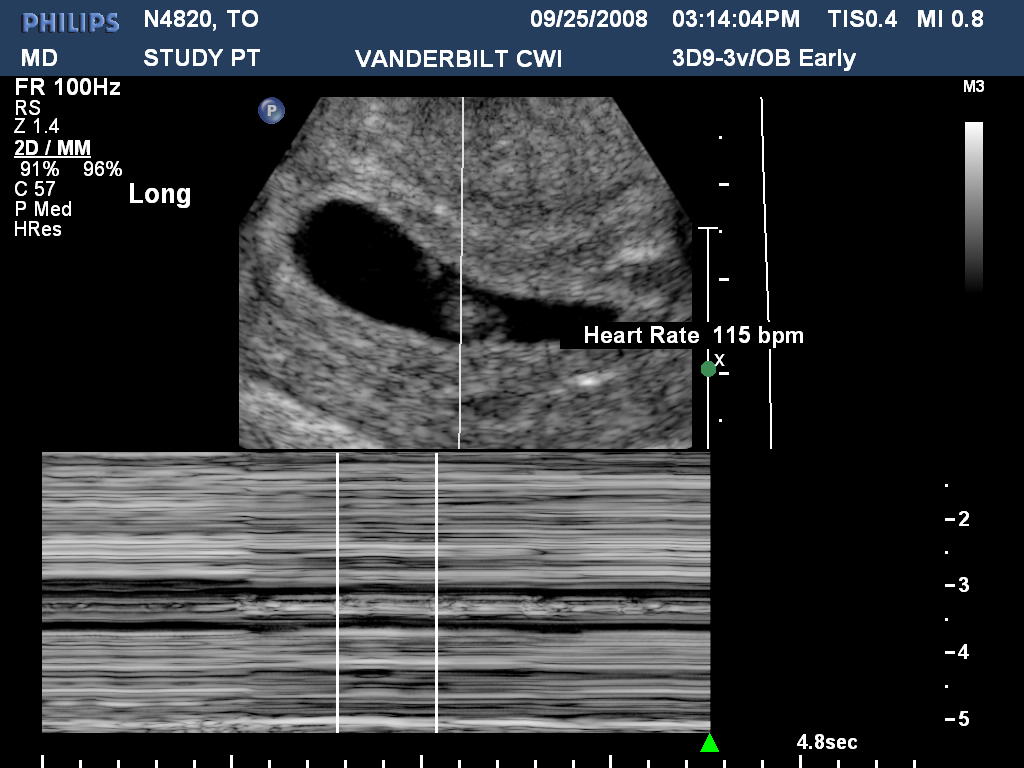 PHILIPS N4820, TO 09/25/2008 03:14:04PM TIS0.4 MI 0.8
MD STUDY PT VANDERBILT CWI 3D9-3v/OB Early
FR 100Hz
RS
Z 1.4
2D / MM
91% 96%
C 57
P Med
HRes
Long
P
M3
Heart Rate 115 bpm
X
2
3
4
5
4.8sec